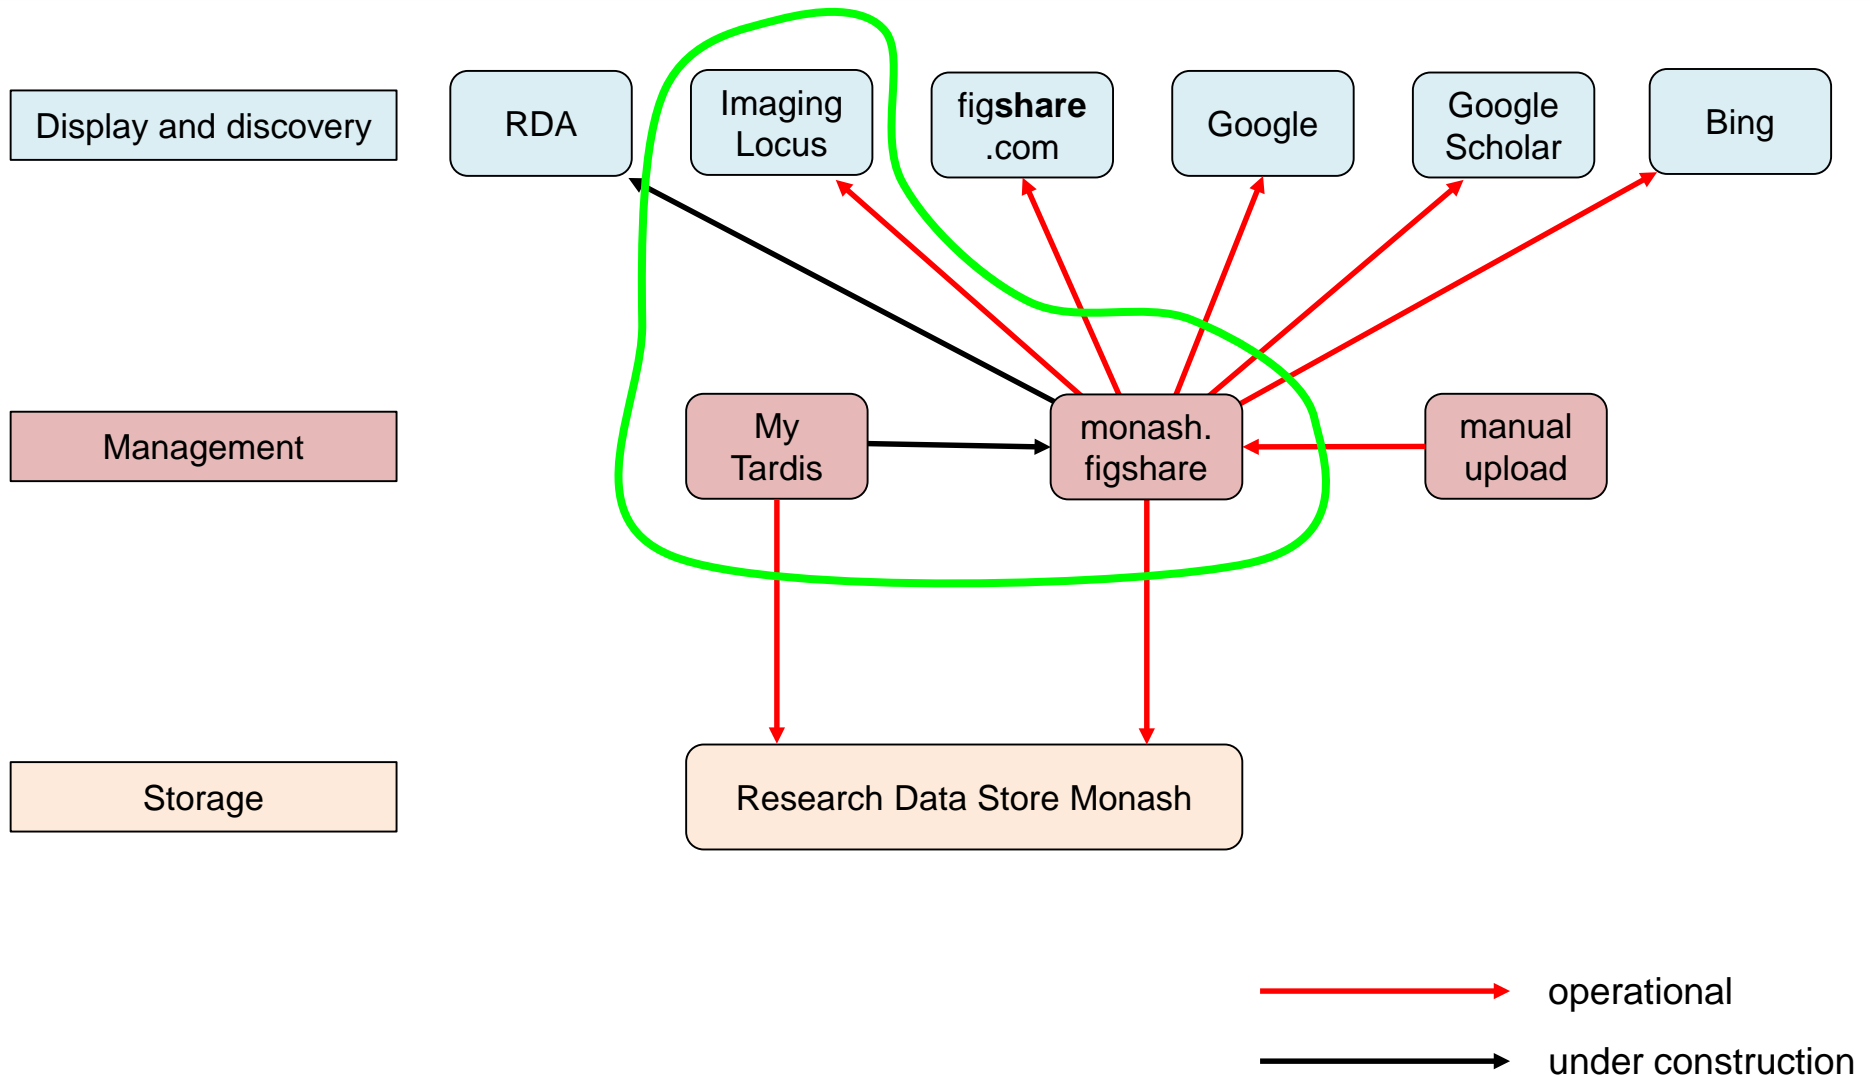 Display and discovery
RDA
Imaging
Locus
figshare
.com
Google
Google
Scholar
Bing
Management
My
Tardis
monash.
figshare
manual
upload
Storage
Research Data Store Monash
operational
under construction